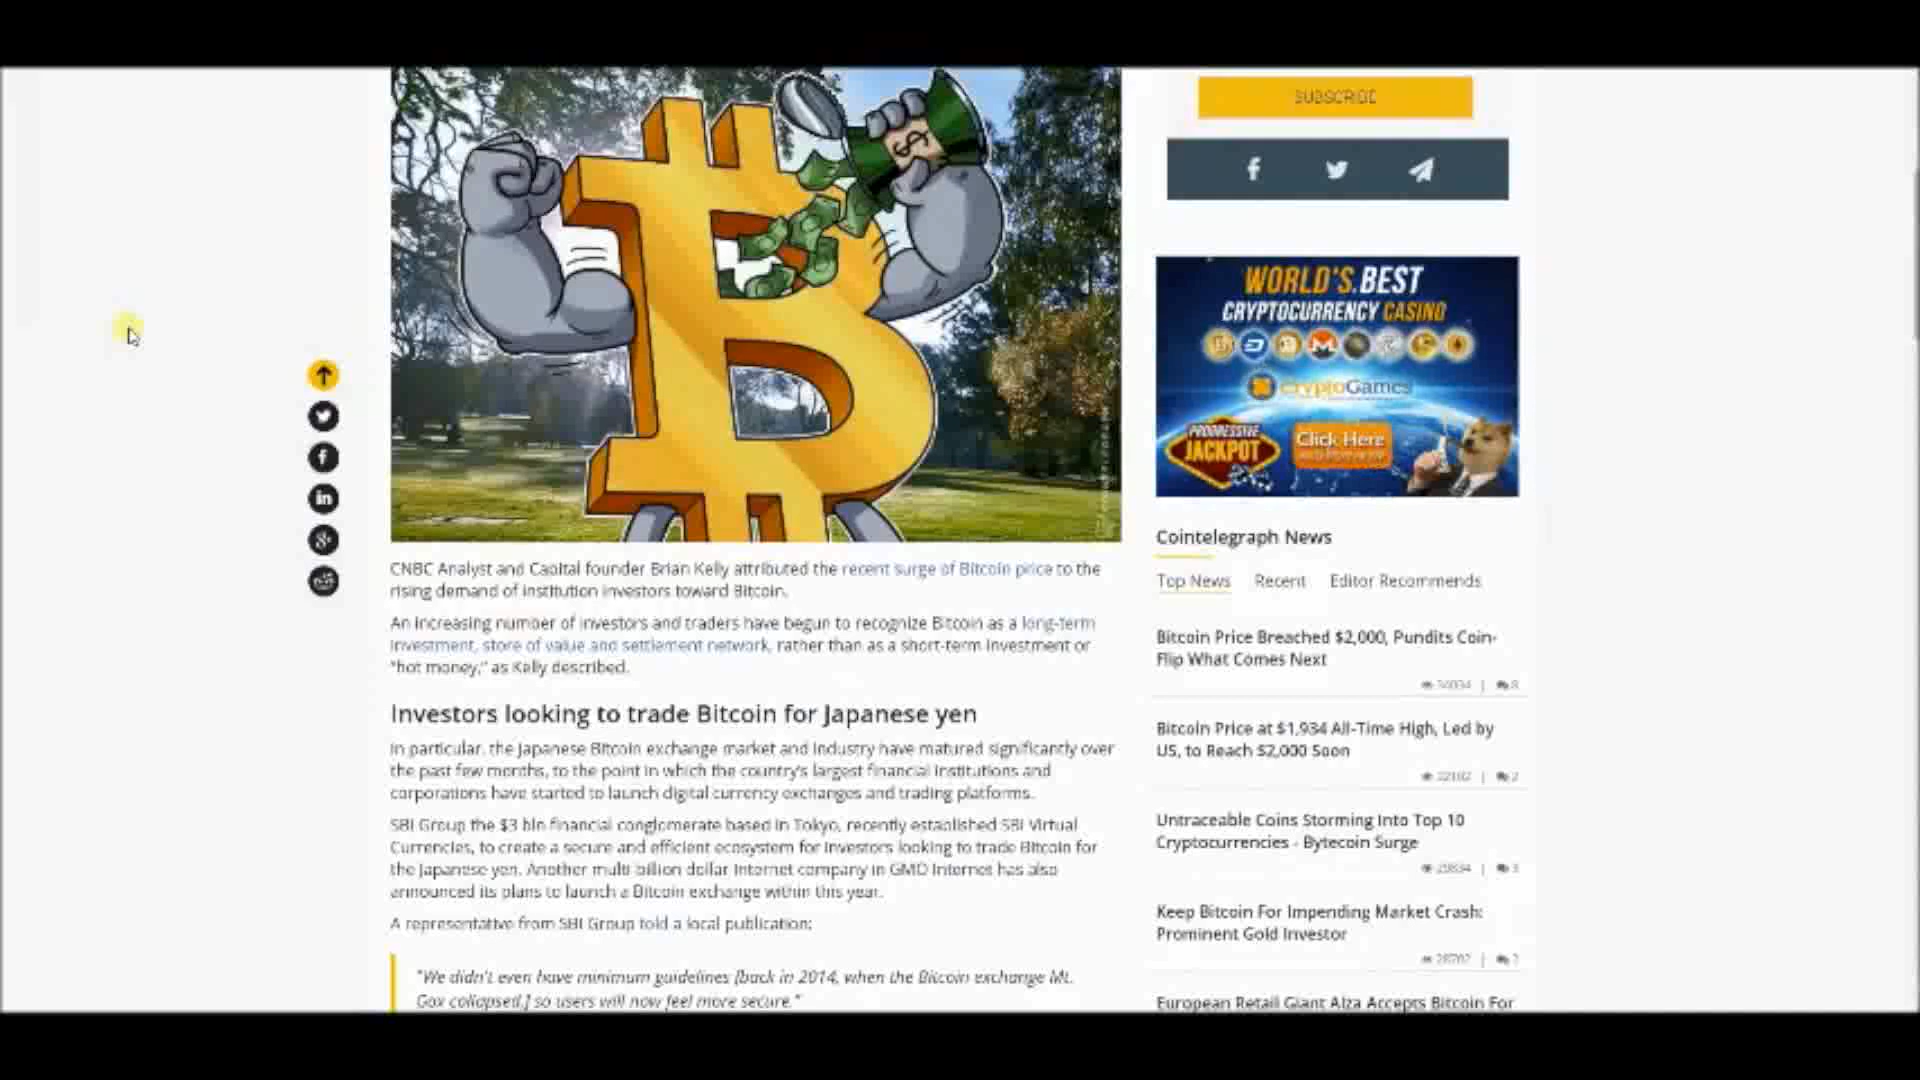 SUBSCRIBE
WORLD'S BEST
CRYPTOCURRENCY CASINO
CryptoGames
PROGRESSIVE
JACKPOT
Click Here
CNBC Analyst and Capital founder Brian Kelly attributed the recent surge of Bitcoin price to the
rising demand of institution investors toward Bitcoin.
An increasing number of investors and traders have begun to recognize Bitcoin as a long-term
investment, store of value and settlement network, rather than as a short-term investment or
"hot money," as Kelly described.
Investors looking to trade Bitcoin for Japanese yen
In particular, the Japanese Bitcoin exchange market and industry have matured significantly over
the past few months, to the point in which the country's largest financial institutions and
corporations have started to launch digital currency exchanges and trading platforms.
SBI Group the $3 bln financial conglomerate based in Tokyo, recently established SBI Virtual
Currencies, to create a secure and efficient ecosystem for investors looking to trade Bitcoin for
the Japanese yen. Another multi billion dollar Internet company in GMO Internet has also
announced its plans to launch a Bitcoin exchange within this year.
A representative from SBI Group told a local publication:
"We didn't even have minimum guidelines [back in 2014, when the Bitcoin exchange Mt.
Gox collapsed,] so users will now feel more secure."
Cointelegraph News
Top News Recent Editor Recommends
Bitcoin Price Breached $2,000, Pundits Coin-
Flip What Comes Next
8
Bitcoin Price at $1,934 All-Time High, Led by
US, to Reach $2,000 Soon
2
Untraceable Coins Storming Into Top 10
Cryptocurrencies - Bytecoin Surge
3
Keep Bitcoin For Impending Market Crash:
Prominent Gold Investor
European Retail Giant Alza Accepts Bitcoin For